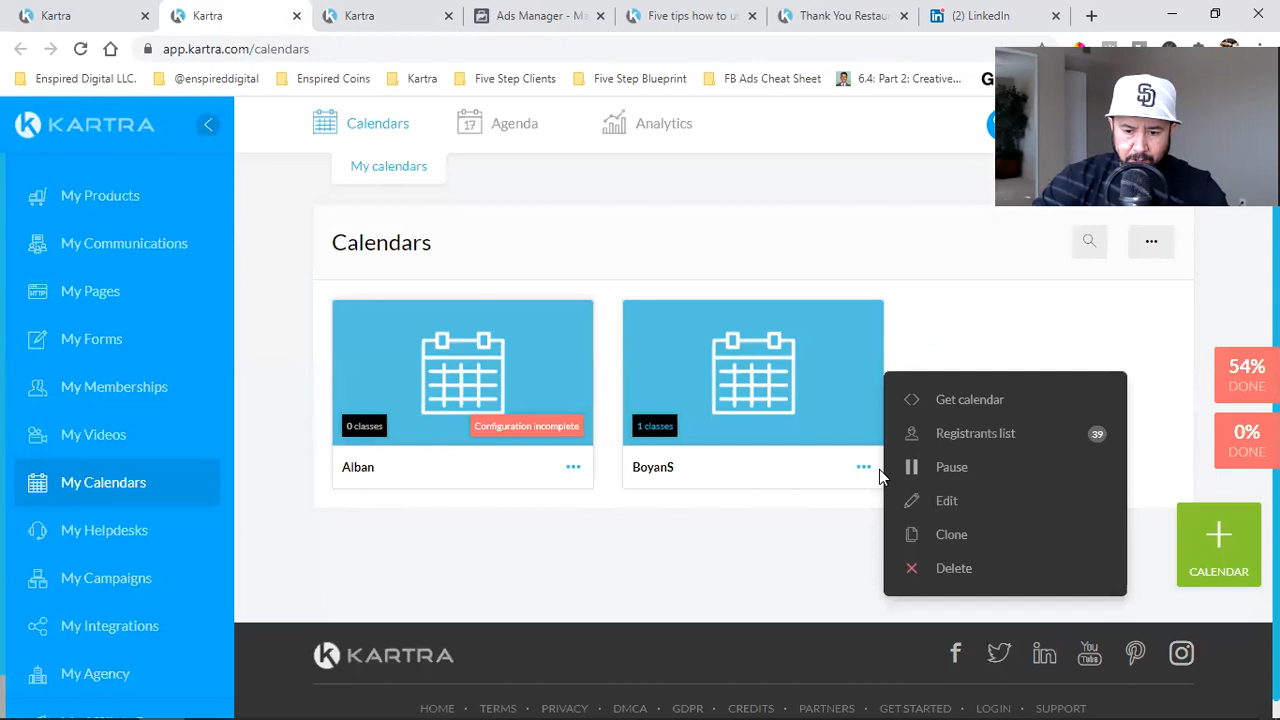 Kartra
Kartra
Kartra
Ads Manager - Ma
Five tips how to u
Thank You Restau
(2) LinkedIn
app.kartra.com/calendars
Enspired Digital LLC.
@enspireddigital
Enspired Coins
Kartra
Five Step Clients
Five Step Blueprint
FB Ads Cheat Sheet
6.4: Part 2: Creative...
G
KARTRA
Calendars
Agenda
Analytics
My calendars
My Products
My Communications
My Pages
My Forms
My Memberships
My Videos
My Calendars
My Helpdesks
My Campaigns
My Integrations
My Agency
Calendars
0 classes
Configuration incomplete
Alban
1 classes
BoyanS
Get calendar
Registrants list 39
Pause
Edit
Clone
Delete
54%
DONE
0%
DONE
CALENDAR
KARTRA
HOME TERMS PRIVACY DMCA GDPR CREDITS PARTNERS GET STARTED LOGIN SUPPORT